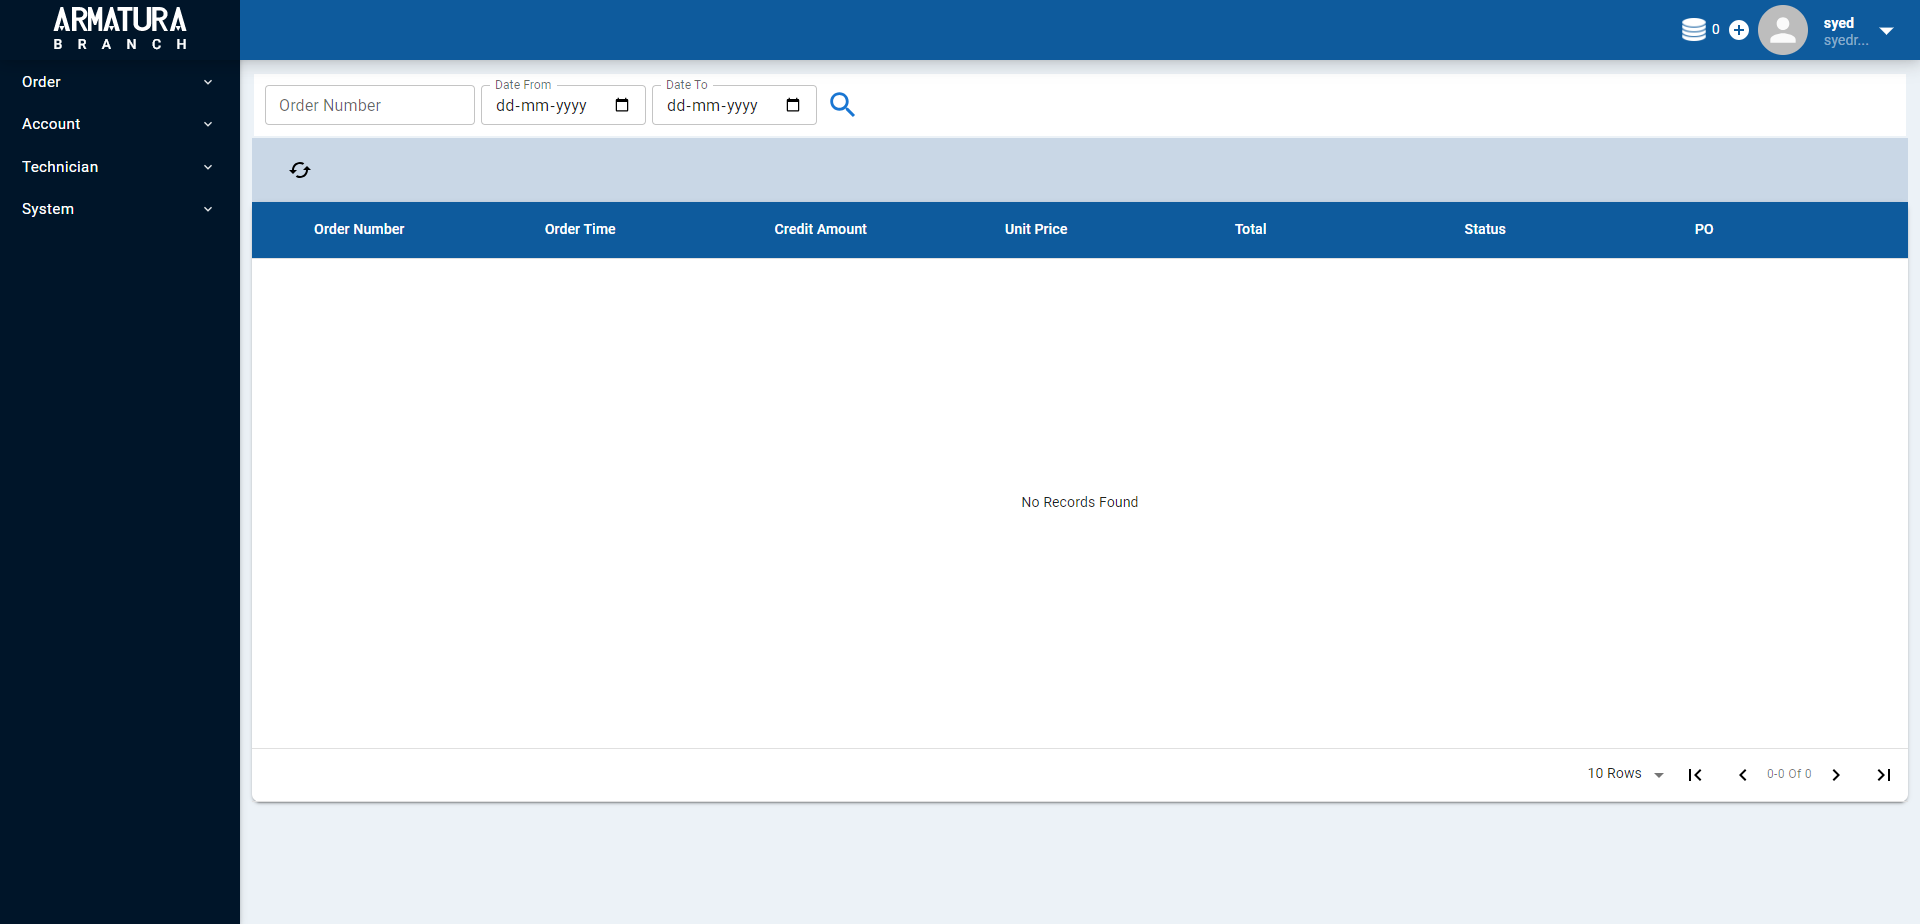 ARMATURA
BRANCH
0
syed
syedr...
Order
Account
Technician
System
Order Number
Date From
dd-mm-yyyy
Date To
dd-mm-yyyy
Order Number Order Time Credit Amount Unit Price Total Status PO
No Records Found
10 Rows
0-0 Of 0